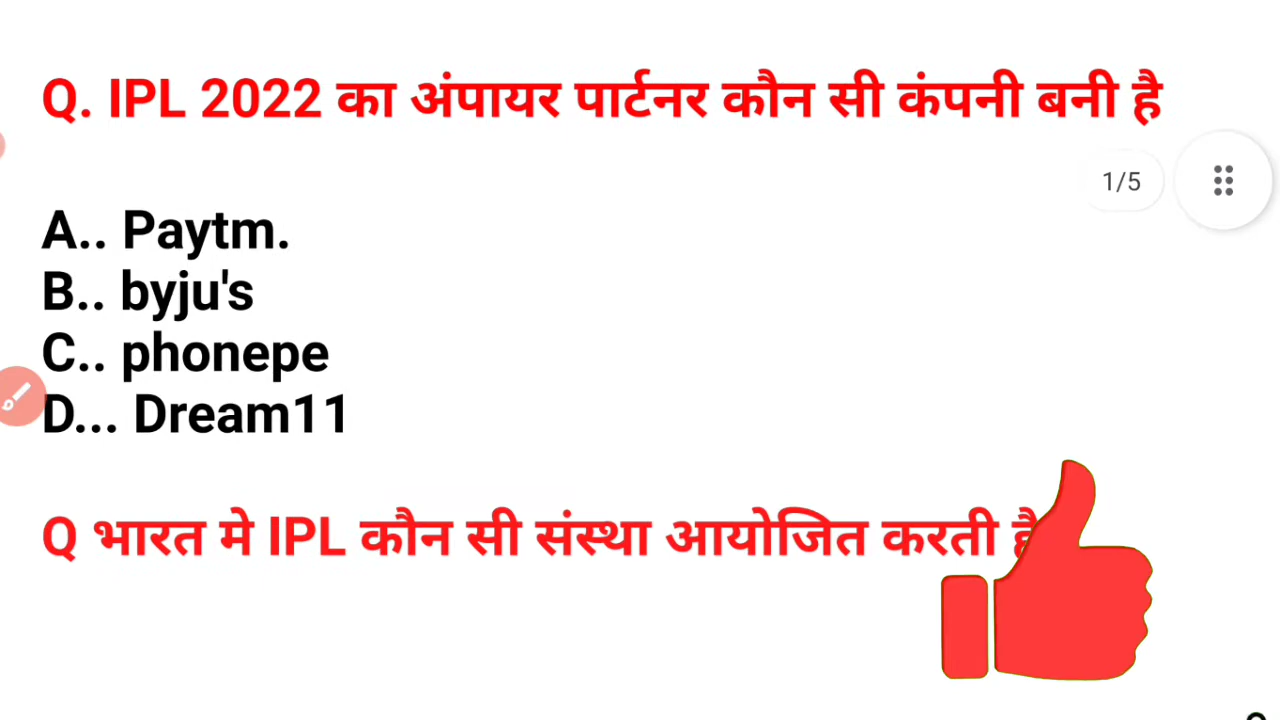 Q. IPL 2022 का अंपायर पार्टनर कौन सी कंपनी बनी है
1/5
A.. Paytm.
B.. byju's
C.. phonepe
D... Dream11
Q भारत मे IPL कौन सी संस्था आयोजित करती है